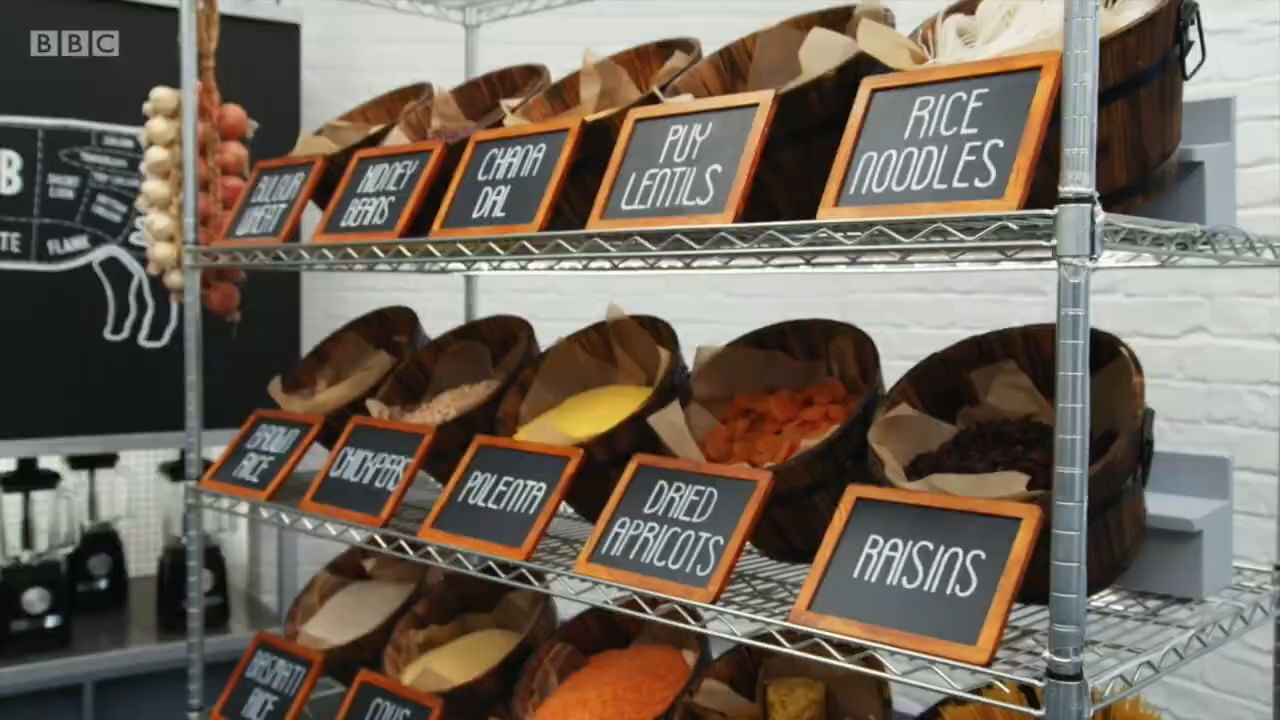 BBC
B
FLANK
BULGUR
WHEAT
KIDNEY
BEANS
CHANA
DAL
PUY
LENTILS
RICE
NOODLES
BROWN
RICE
CHICKPEAS
POLENTA
DRIED
APRICOTS
RAISINS
BASMATI
RICE